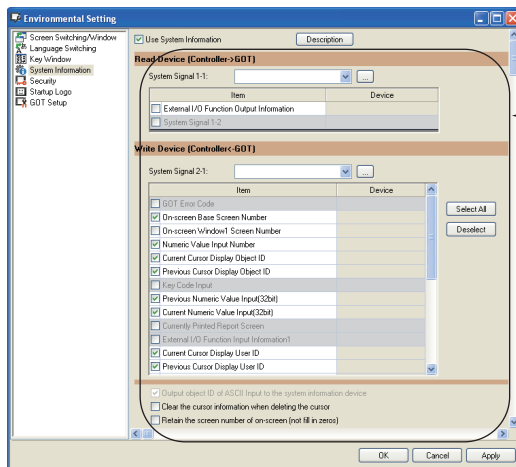 Environmental Setting
Screen Switching/Window
Language Switching
Key Window
System Information
Security
Startup Logo
GOT Setup
Use System Information
Description
Read Device (Controller->GOT)
System Signal 1-1:
...
Item Device
External I/O Function Output Information
System Signal 1-2
Write Device (Controller<-GOT)
System Signal 2-1:
...
Item Device
GOT Error Code
On-screen Base Screen Number
On-screen Window1 Screen Number
Numeric Value Input Number
Current Cursor Display Object ID
Previous Cursor Display Object ID
Key Code Input
Previous Numeric Value Input(32bit)
Current Numeric Value Input(32bit)
Currently Printed Report Screen
External I/O Function Input Information1
Current Cursor Display User ID
Previous Cursor Display User ID
Select All
Deselect
Output object ID of ASCII Input to the system information device
Clear the cursor information when deleting the cursor
Retain the screen number of on-screen (not fill in zeros)
OK Cancel Apply